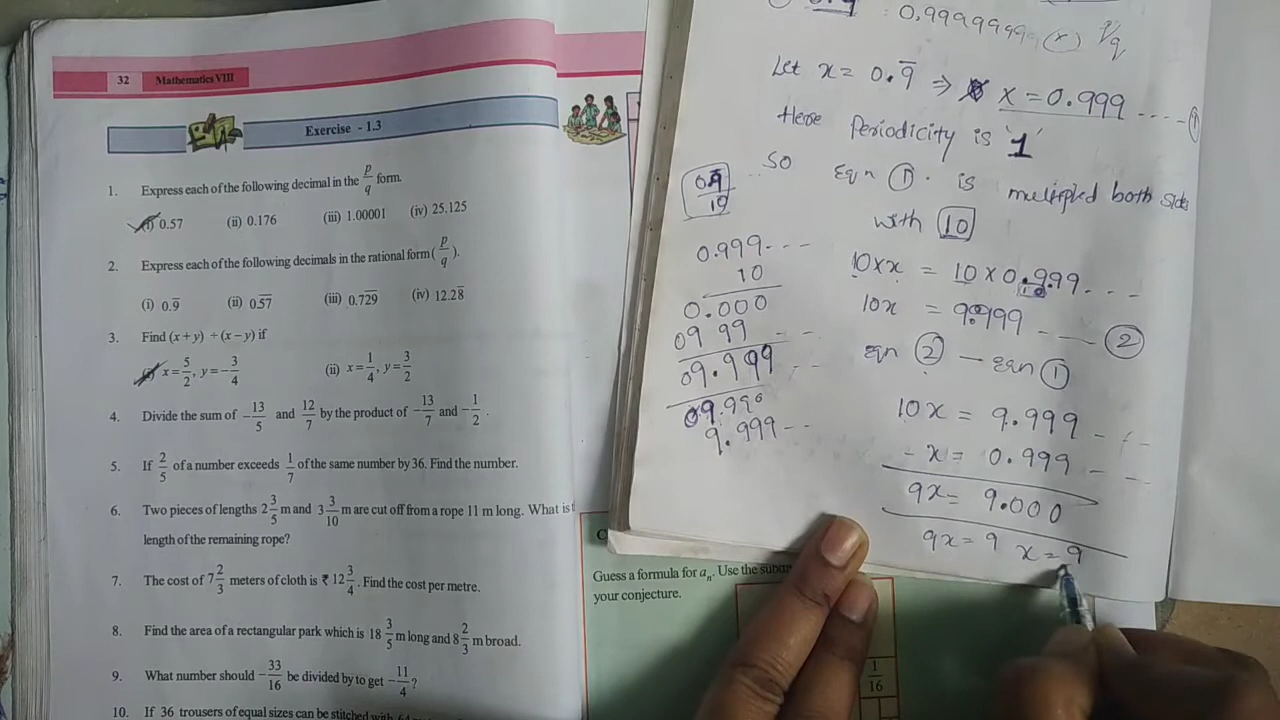 32 Mathematics VIII
Exercise - 1.3
1. Express each of the following decimal in the p/q form.
(i) 0.57 (ii) 0.176 (iii) 1.00001 (iv) 25.125
2. Express each of the following decimals in the rational form (p/q).
(i) 0.9̅ (ii) 0.5̅7̅ (iii) 0.7̅2̅9̅ (iv) 12.28̅
3. Find (x+y) ÷ (x−y) if
x = 5/2, y = −3/4 (ii) x = 1/4, y = 3/2
4. Divide the sum of −13/5 and 12/7 by the product of −13/7 and −1/2.
5. If 2/5 of a number exceeds 1/7 of the same number by 36. Find the number.
6. Two pieces of lengths 2 3/5 m and 3 3/10 m are cut off from a rope 11 m long. What is
length of the remaining rope?
7. The cost of 7 2/3 meters of cloth is ₹ 12 3/4. Find the cost per metre.
8. Find the area of a rectangular park which is 18 3/5 m long and 8 2/3 m broad.
9. What number should −33/16 be divided by to get −11/4?
10. If 36 trousers of equal sizes can be stitched with
p/q
Let x = 0.9̅ ⇒ x = 0.999 ---- ①
Here Periodicity is '1'
So Eqn ①. is multipled both sides
with 10
10×x = 10×0.999...
10x = 9.999 --- ②
Eqn ② — Eqn ①
10x = 9.999 ---
- x = 0.999 ---
9x = 9.000
9x = 9 x = 9
0.999...
10
0.000
0999 --
09.999 --
09.990
9.999--
Guess a formula for aₙ. Use the
your conjecture.
1/16